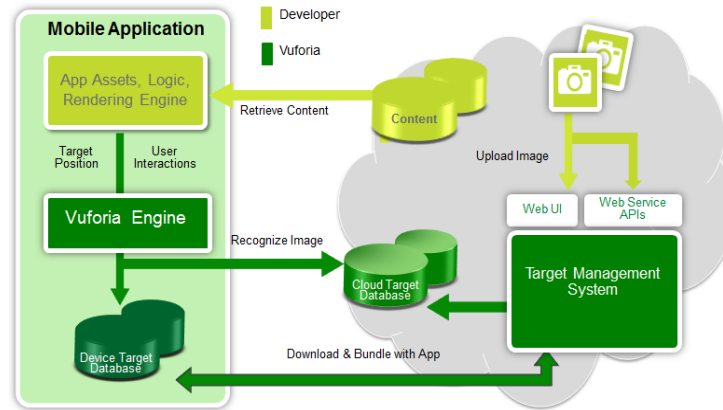 Mobile Application
Developer
Vuforia
App Assets, Logic,
Rendering Engine
Retrieve Content
Content
Target
Position
User
Interactions
Upload Image
Web UI
Web Service
APIs
Vuforia Engine
Recognize Image
Cloud Target
Database
Target Management
System
Device Target
Database
Download & Bundle with App